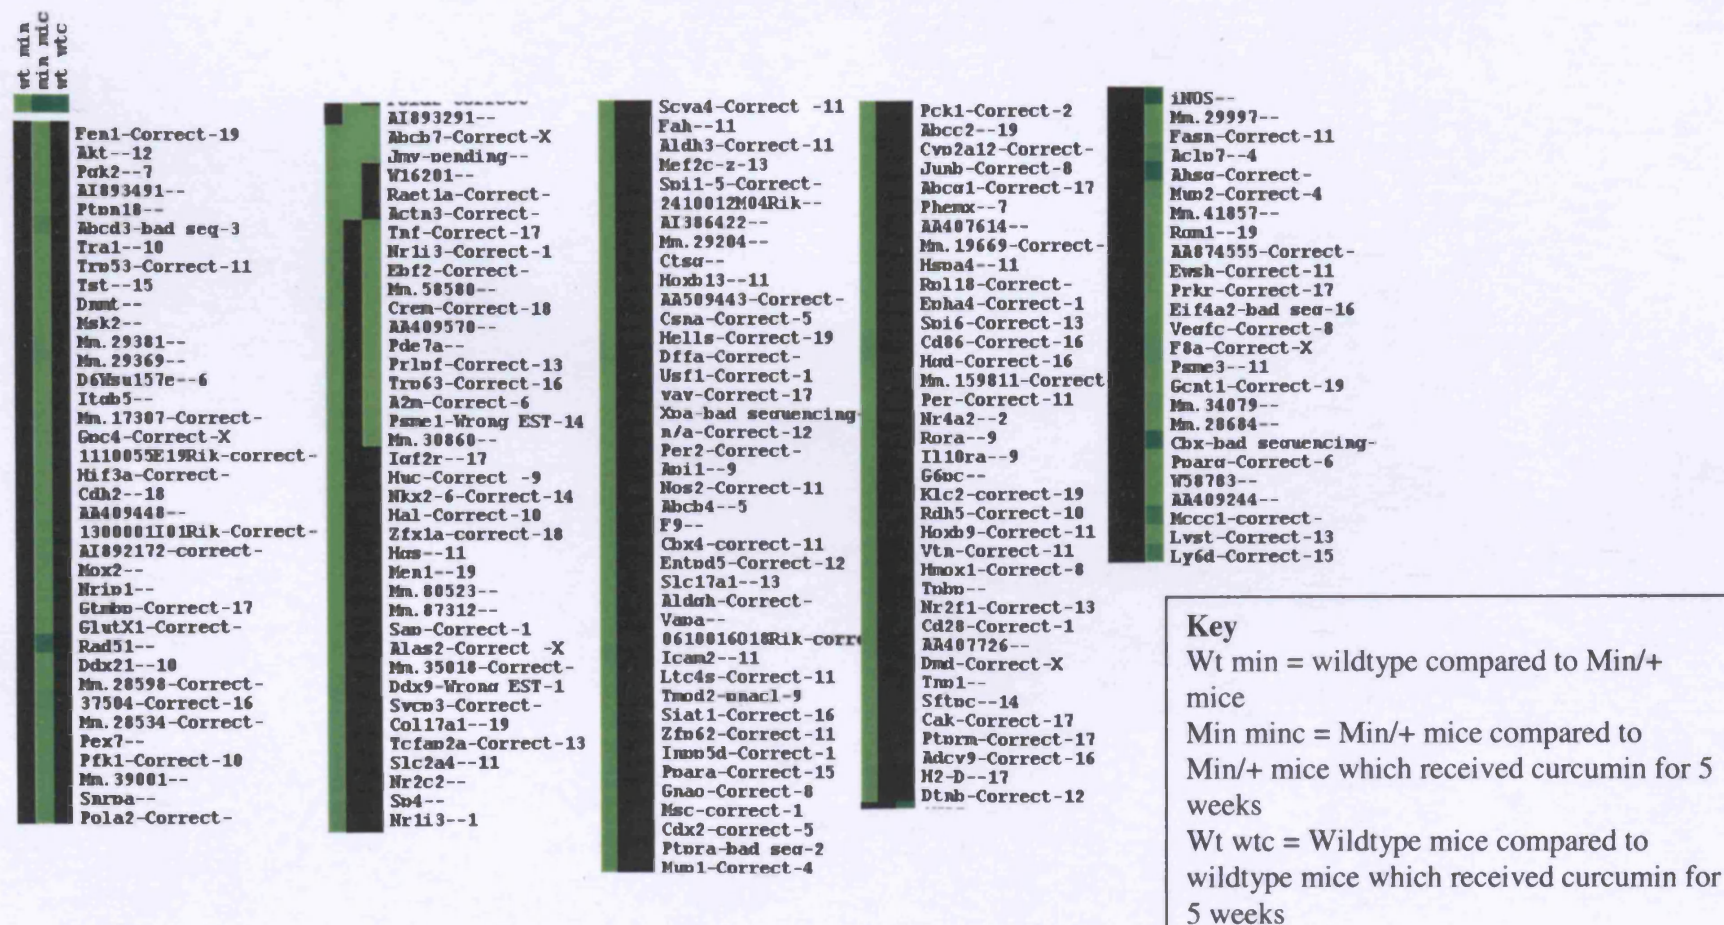 wt min
min mic
wt wtc
Fen1-Correct-19
Akt--12
Pak2--7
AI893491--
Ptpn18--
Abcd3-bad seq-3
Tra1--10
Trp53-Correct-11
Tst--15
Dnmt--
Msk2--
Mm.29381--
Mm.29369--
D6Wsu157e--6
Itgb5--
Mm.17307-Correct-
Gpc4-Correct-X
1110055E19Rik-correct-
Hif3a-Correct-
Cdh2--18
AA409448--
1300001I01Rik-Correct-
AI892172-correct-
Mox2--
Nrip1--
Gtmbp-Correct-17
GlutX1-Correct-
Rad51--
Ddx21--10
Mm.28598-Correct-
37504-Correct-16
Mm.28534-Correct-
Pex7--
Pfk1-Correct-10
Mm.39001--
Snrpa--
Pola2-Correct-
AI893291--
Abcb7-Correct-X
Jmv-pending--
W16201--
Raet1a-Correct-
Actn3-Correct-
Tnf-Correct-17
Nr1i3-Correct-1
Ebf2-Correct-
Mm.58580--
Crem-Correct-18
AA409570--
Pde7a--
Prlpf-Correct-13
Trp63-Correct-16
A2m-Correct-6
Psme1-Wrong EST-14
Mm.30860--
Igf2r--17
Huc-Correct -9
Nkx2-6-Correct-14
Hal-Correct-10
Zfx1a-correct-18
Hgs--11
Men1--19
Mm.80523--
Mm.87312--
Sap-Correct-1
Alas2-Correct -X
Mm.35018-Correct-
Ddx9-Wrong EST-1
Sycp3-Correct-
Col17a1--19
Tcfap2a-Correct-13
Slc2a4--11
Nr2c2--
Sp4--
Nr1i3--1
Scya4-Correct -11
Fah--11
Aldh3-Correct-11
Mef2c-z-13
Spi1-5-Correct-
2410012M04Rik--
AI386422--
Mm.29204--
Ctsg--
Hoxb13--11
AA509443-Correct-
Csna-Correct-5
Hells-Correct-19
Dffa-Correct-
Usf1-Correct-1
vav-Correct-17
Xpa-bad sequencing-
n/a-Correct-12
Per2-Correct-
Api1--9
Nos2-Correct-11
Abcb4--5
F9--
Cbx4-correct-11
Entpd5-Correct-12
Slc17a1--13
Aldgh-Correct-
Vapa--
0610016O18Rik-corre
Icam2--11
Ltc4s-Correct-11
Tmod2-pnacl-9
Siat1-Correct-16
Zfp62-Correct-11
Inpp5d-Correct-1
Ppara-Correct-15
Gnao-Correct-8
Msc-correct-1
Cdx2-correct-5
Ptpra-bad seq-2
Mup1-Correct-4
Pck1-Correct-2
Abcc2--19
Cyp2a12-Correct-
Junb-Correct-8
Abcg1-Correct-17
Phemx--7
AA407614--
Mm.19669-Correct-
Hspa4--11
Rpl18-Correct-
Epha4-Correct-1
Spi6-Correct-13
Cd86-Correct-16
Hgd-Correct-16
Mm.159811-Correct
Per-Correct-11
Nr4a2--2
Rora--9
Il10ra--9
G6pc--
Klc2-correct-19
Rdh5-Correct-10
Hoxb9-Correct-11
Vtn-Correct-11
Hmox1-Correct-8
Tpbp--
Nr2f1-Correct-13
Cd28-Correct-1
AA407726--
Dmd-Correct-X
Tnp1--
Sftpc--14
Cak-Correct-17
Ptprm-Correct-17
Adcy9-Correct-16
H2-D--17
Dtnb-Correct-12
iNOS--
Mm.29997--
Fasn-Correct-11
Aclp7--4
Ahsg-Correct-
Mup2-Correct-4
Mm.41857--
Rom1--19
AA874555-Correct-
Ewsh-Correct-11
Prkr-Correct-17
Eif4a2-bad seq-16
Vegfc-Correct-8
F8a-Correct-X
Psme3--11
Gcnt1-Correct-19
Mm.34079--
Mm.28684--
Cbx-bad sequencing-
Pparg-Correct-6
W58783--
AA409244--
Mccc1-correct-
Lyst-Correct-13
Ly6d-Correct-15
Key
Wt min = wildtype compared to Min/+
mice
Min minc = Min/+ mice compared to
Min/+ mice which received curcumin for 5
weeks
Wt wtc = Wildtype mice compared to
wildtype mice which received curcumin for
5 weeks